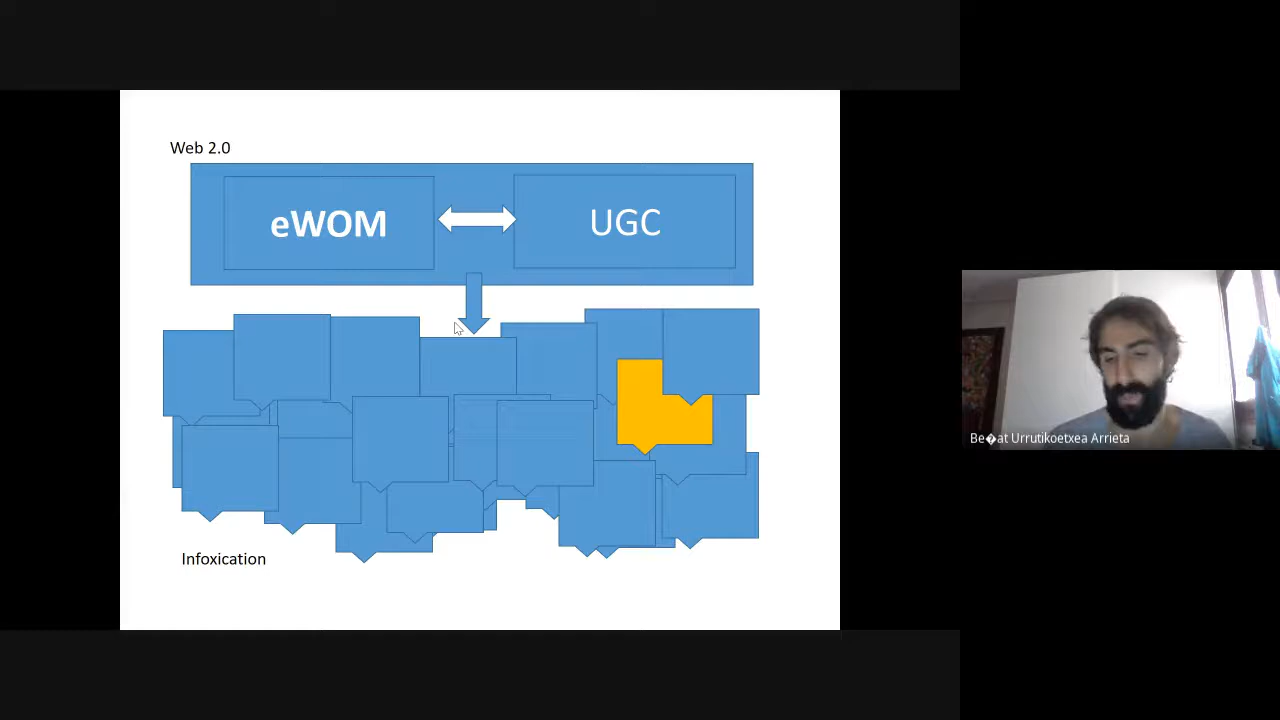 Web 2.0
eWOM
UGC
Infoxication
Be�at Urrutikoetxea Arrieta